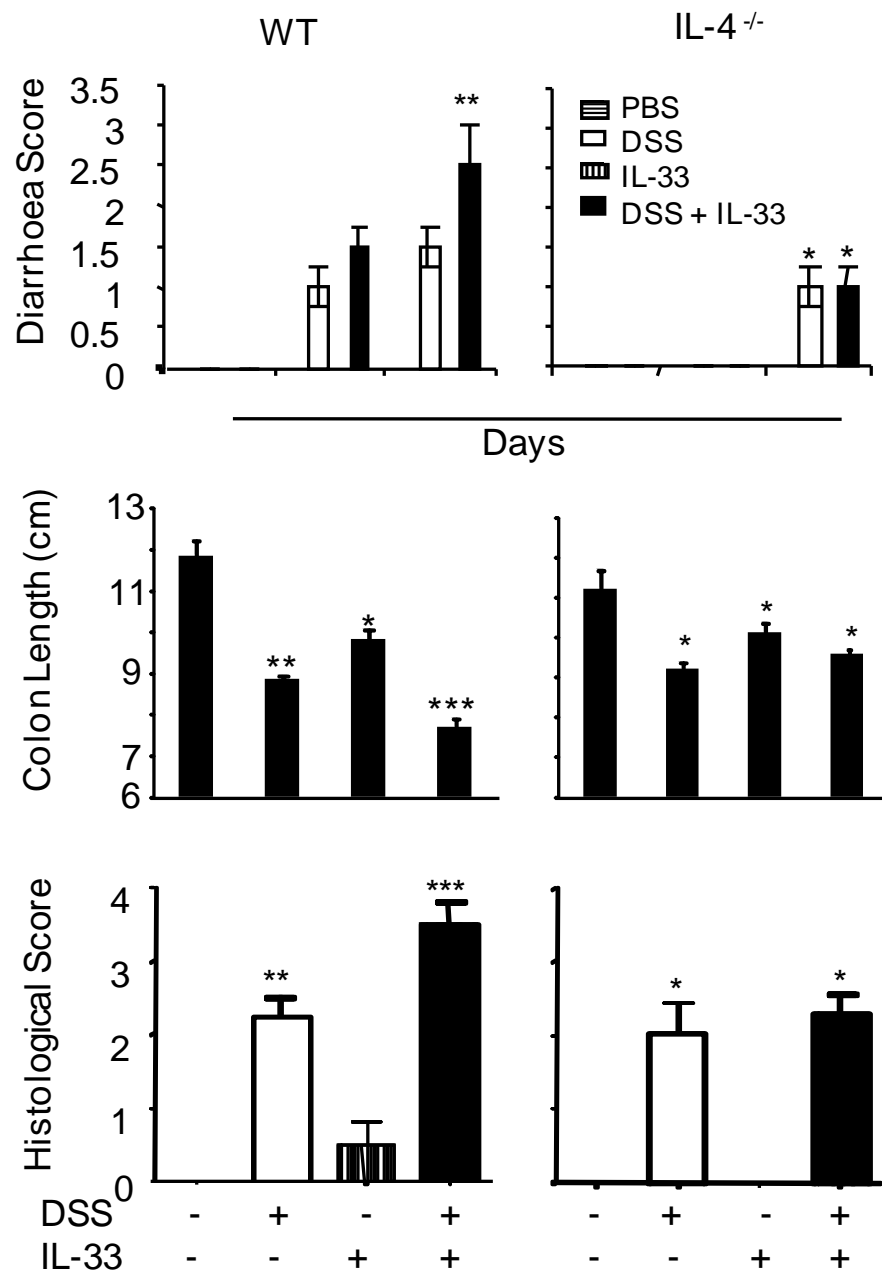 WT
IL-4 -/-
Diarrhoea Score
3.5
3
2.5
2
1.5
1
0.5
0
**
PBS
DSS
IL-33
DSS + IL-33
* *
Days
Colon Length (cm)
13
11
9
7
6
**
*
***
*
*
*
Histological Score
4
3
2
1
0
**
***
*
*
DSS - + - + - + - +
IL-33 - - + + - - + +